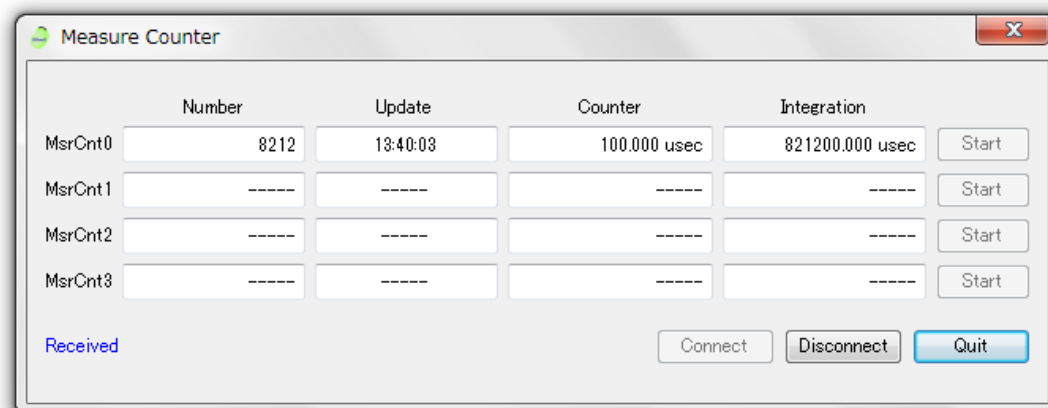 Measure Counter
Number Update Counter Integration
MsrCnt0 8212 13:40:03 100.000 usec 821200.000 usec Start
MsrCnt1 ----- ----- ----- ----- Start
MsrCnt2 ----- ----- ----- ----- Start
MsrCnt3 ----- ----- ----- ----- Start
Received Connect Disconnect Quit